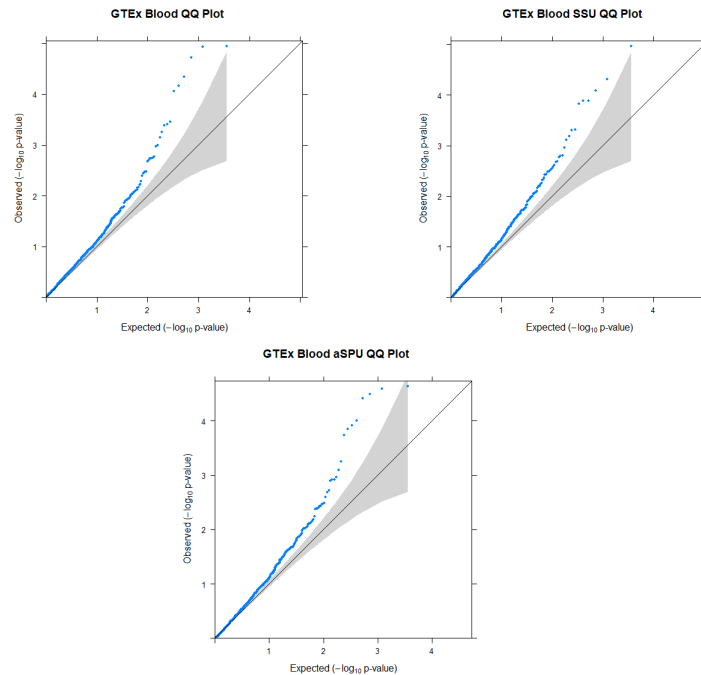 GTEx Blood QQ Plot
Observed (−log10 p-value)
4
3
2
1
1
2
3
4
Expected (−log10 p-value)
GTEx Blood SSU QQ Plot
Observed (−log10 p-value)
4
3
2
1
1
2
3
4
Expected (−log10 p-value)
GTEx Blood aSPU QQ Plot
Observed (−log10 p-value)
4
3
2
1
1
2
3
4
Expected (−log10 p-value)